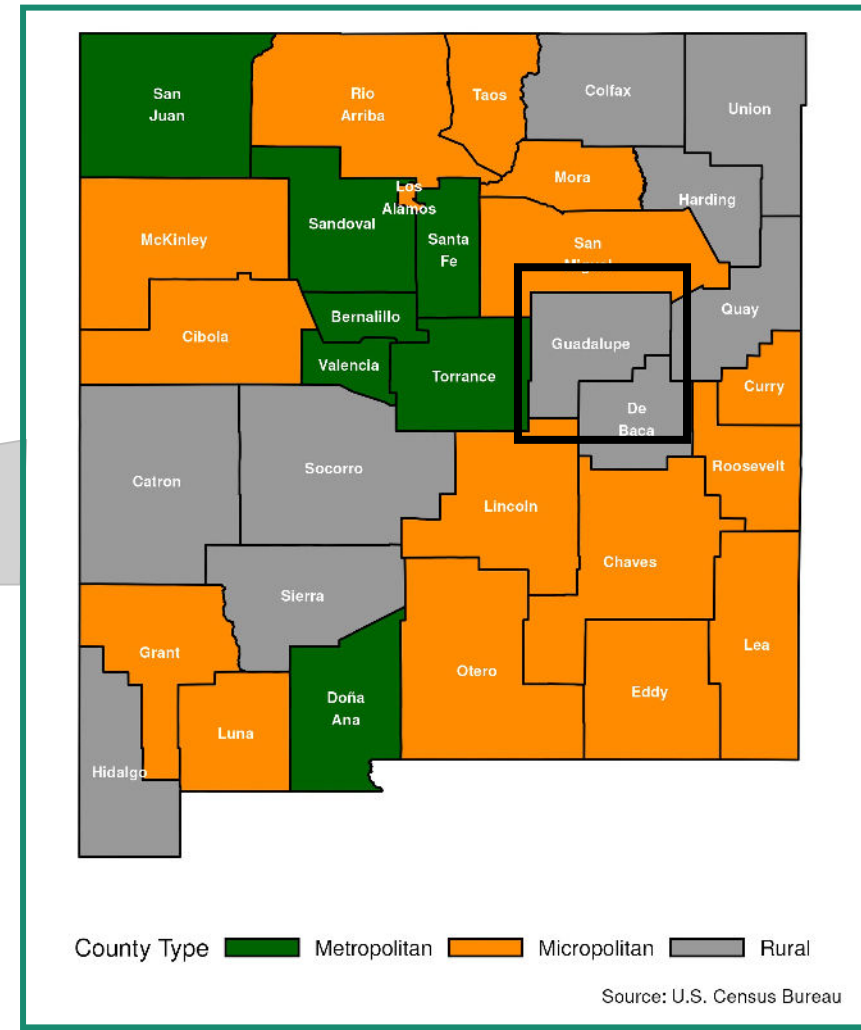 San
Juan
Rio
Arriba
Taos
Colfax
Union
Mora
Harding
Los
Alamos
McKinley
Sandoval
Santa
Fe
San
Miguel
Bernalillo
Quay
Cibola
Guadalupe
Valencia
Torrance
Curry
De
Baca
Roosevelt
Catron
Socorro
Lincoln
Chaves
Sierra
Grant
Lea
Otero
Eddy
Doña
Ana
Luna
Hidalgo
County Type Metropolitan Micropolitan Rural
Source: U.S. Census Bureau